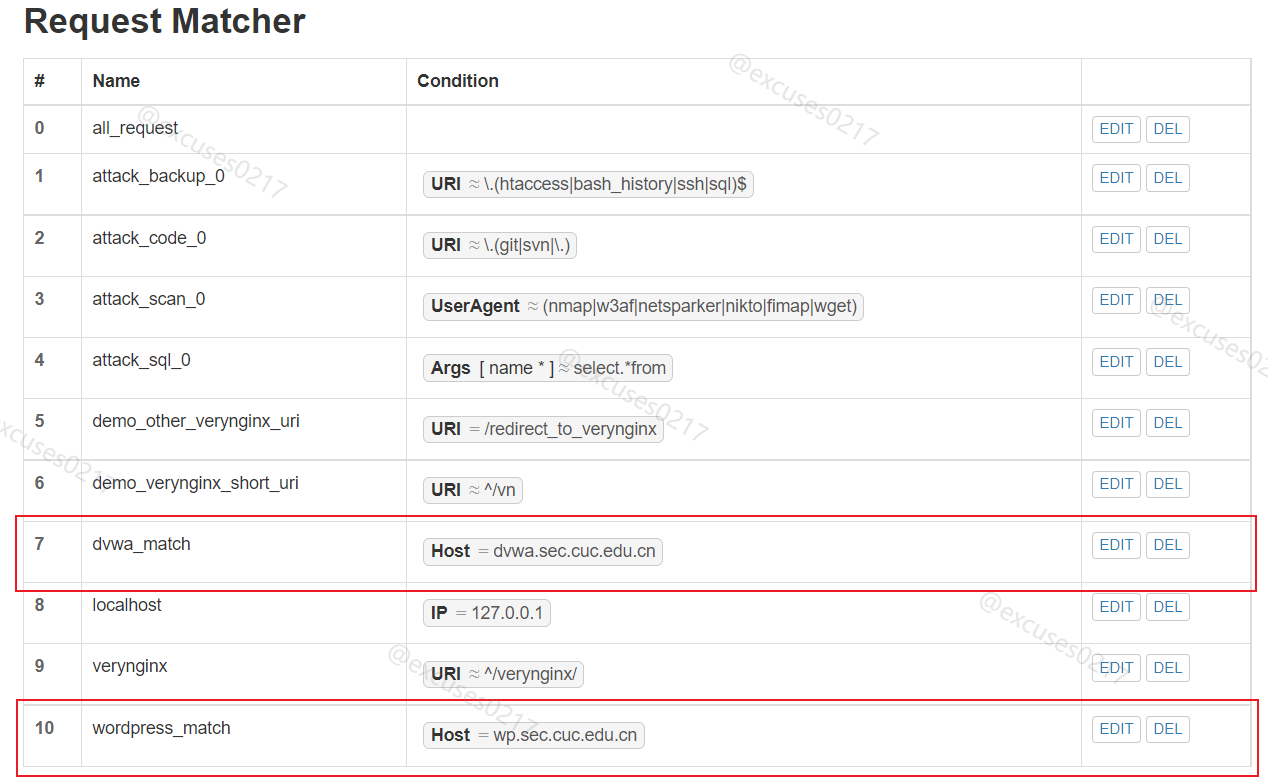 Request Matcher
# Name Condition
0 all_request EDIT DEL
1 attack_backup_0 URI ≈ \.(htaccess|bash_history|ssh|sql)$ EDIT DEL
2 attack_code_0 URI ≈ \.(git|svn|\.) EDIT DEL
3 attack_scan_0 UserAgent ≈ (nmap|w3af|netsparker|nikto|fimap|wget) EDIT DEL
4 attack_sql_0 Args [ name * ] ≈ select.*from EDIT DEL
5 demo_other_verynginx_uri URI = /redirect_to_verynginx EDIT DEL
6 demo_verynginx_short_uri URI ≈ ^/vn EDIT DEL
7 dvwa_match Host = dvwa.sec.cuc.edu.cn EDIT DEL
8 localhost IP = 127.0.0.1 EDIT DEL
9 verynginx URI ≈ ^/verynginx/ EDIT DEL
10 wordpress_match Host = wp.sec.cuc.edu.cn EDIT DEL
@excuses0217
@excuses0217
@excuses02
@excuses0217
excuses0217
@excuses0217
@excuses0217